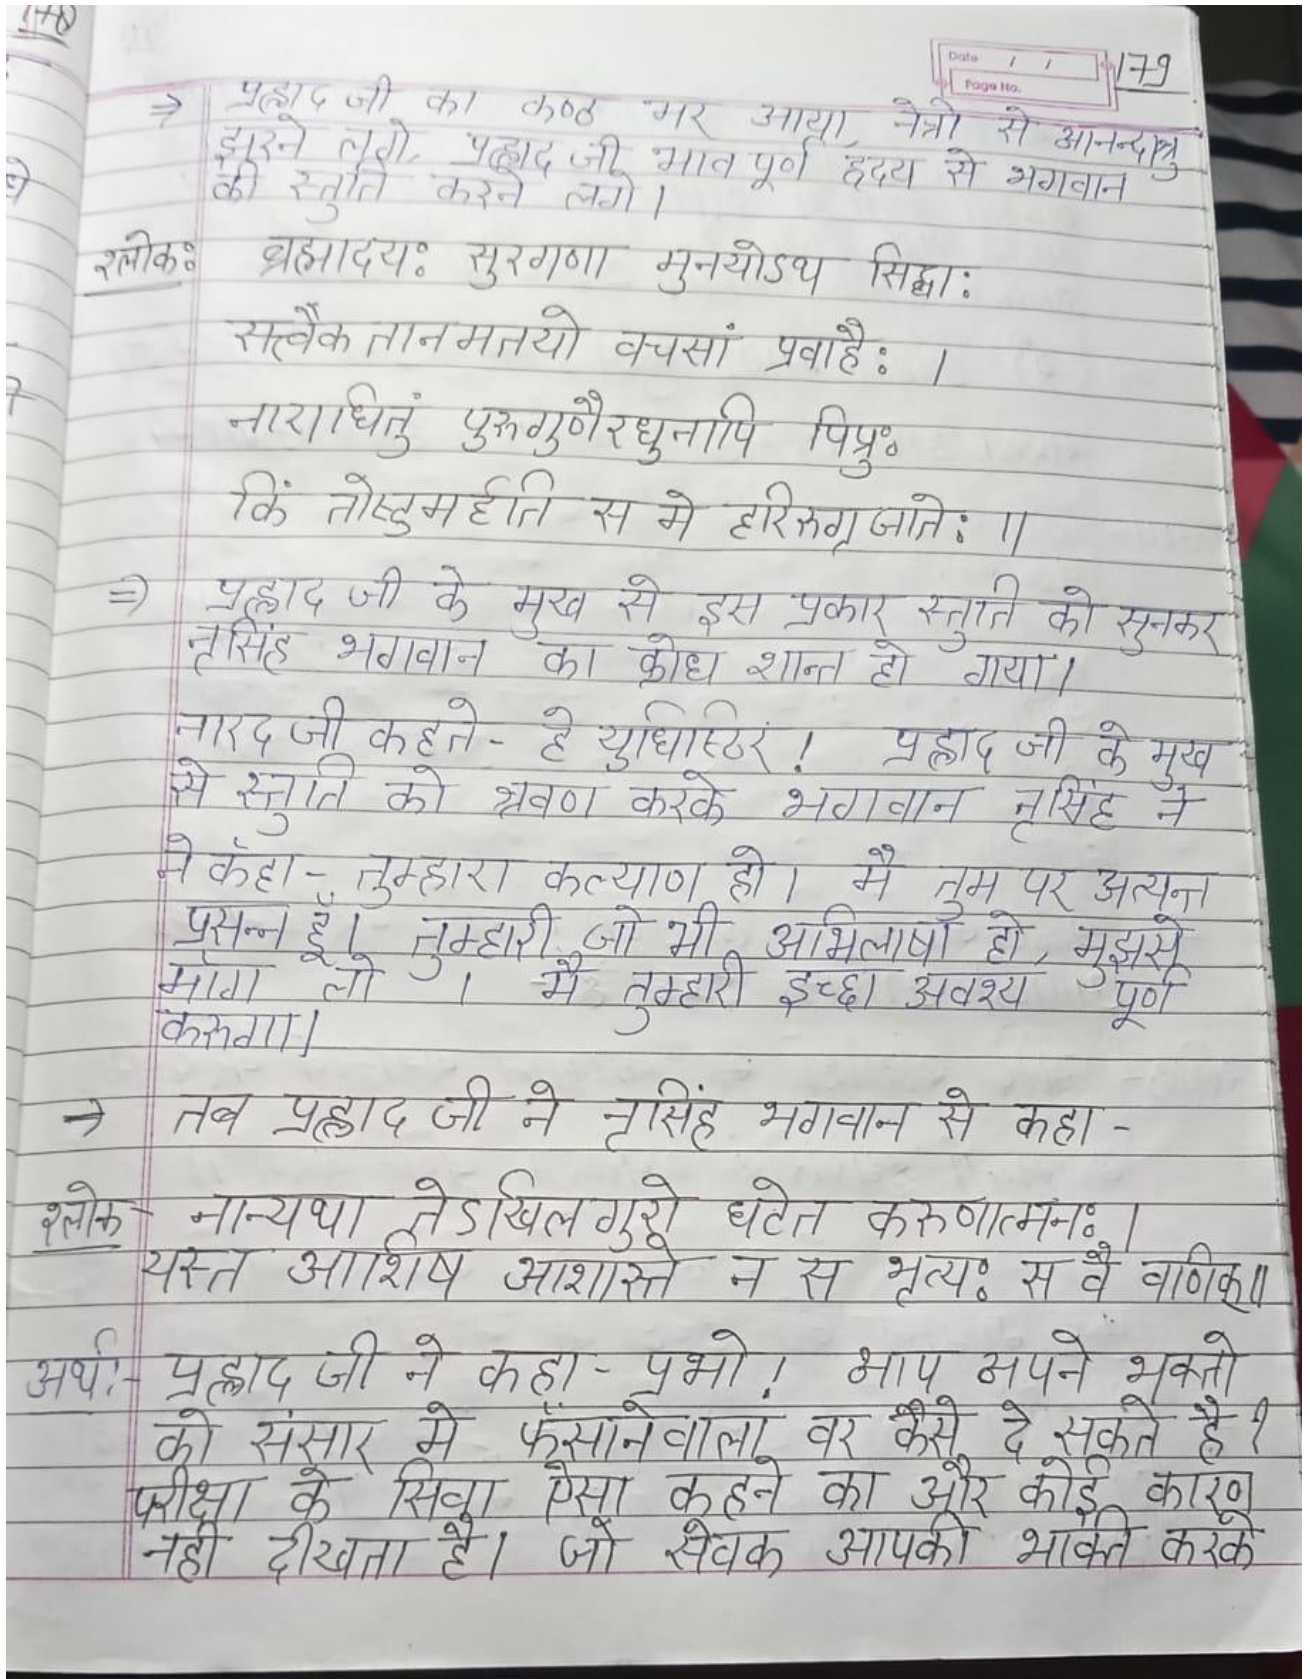 179
Date / /
Page No.
⇒ प्रह्लाद जी का कण्ठ भर आया, नेत्रो से आनन्दाश्रु
झरने लगे, प्रह्लाद जी भाव पूर्ण हृदय से भगवान
की स्तुति करने लगे।
श्लोकः ब्रह्मादयः सुरगणा मुनयोऽथ सिद्धाः
सत्त्वैकतानमतयो वचसां प्रवाहैः ।
नाराधितुं पुरुगुणैरधुनापि पिप्रुः
किं तोष्टुमर्हति स मे हरिरुग्रजातेः ॥
⇒ प्रह्लाद जी के मुख से इस प्रकार स्तुति को सुनकर
नृसिंह भगवान का क्रोध शान्त हो गया।
नारद जी कहते - हे युधिष्टिर! प्रह्लाद जी के मुख
से स्तुति को श्रवण करके भगवान नृसिंह ने
ने कहा - तुम्हारा कल्याण हो। मै तुम पर अत्यन्त
प्रसन्न हूँ। तुम्हारी जो भी अभिलाषा हो, मुझसे
माँग लो । मै तुम्हारी इच्छा अवश्य पूर्ण
करुगा।
→ तब प्रह्लाद जी ने नृसिंह भगवान से कहा -
श्लोक - नान्यथा तेऽखिलगुरो घटेत करुणात्मनः ।
यस्त आशिष आशास्ते न स भृत्यः स वै वणिक्॥
अर्थ:- प्रह्लाद जी ने कहा - प्रभो! आप अपने भक्तो
को संसार मे फँसानेवाला वर कैसे दे सकते है ?
परीक्षा के सिवा ऐसा कहने का और कोई कारण
नही दीखता है। जो सेवक आपकी भक्ति करके